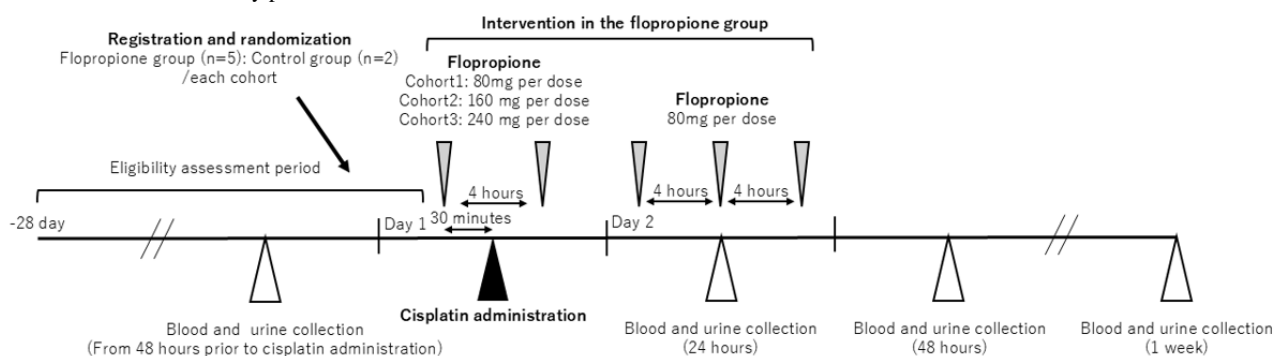 Intervention in the flopropione group
Registration and randomization
Flopropione group (n=5): Control group (n=2)
/each cohort
Flopropione
Cohort1: 80mg per dose
Cohort2: 160 mg per dose
Cohort3: 240 mg per dose
Flopropione
80mg per dose
Eligibility assessment period
4 hours
4 hours
4 hours
-28 day
Day 1
30 minutes
Day 2
Cisplatin administration
Blood and urine collection
(From 48 hours prior to cisplatin administration)
Blood and urine collection
(24 hours)
Blood and urine collection
(48 hours)
Blood and urine collection
(1 week)